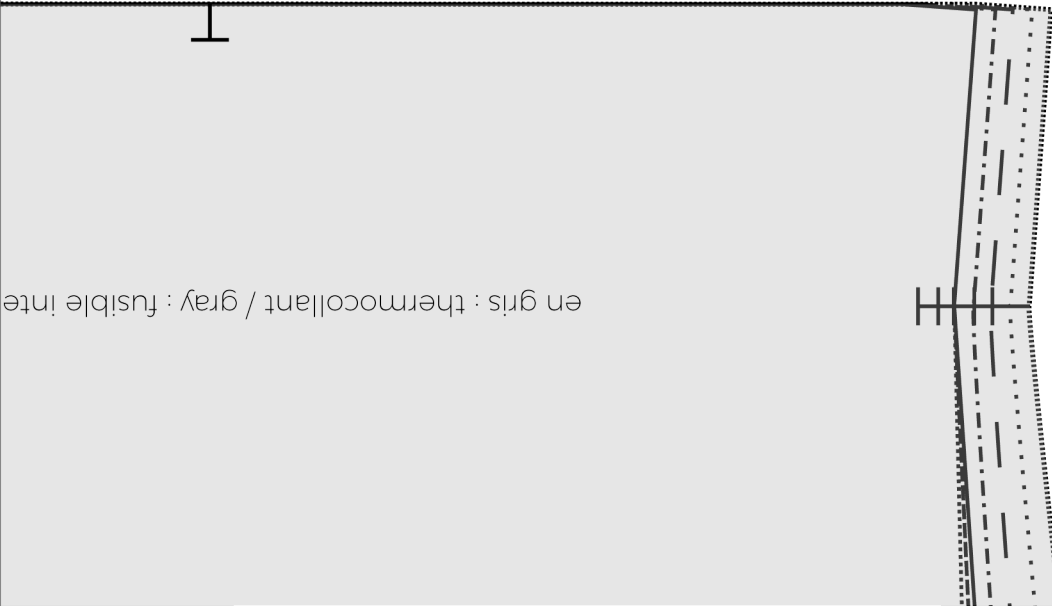 en gris : thermocollant / gray : fusible inte